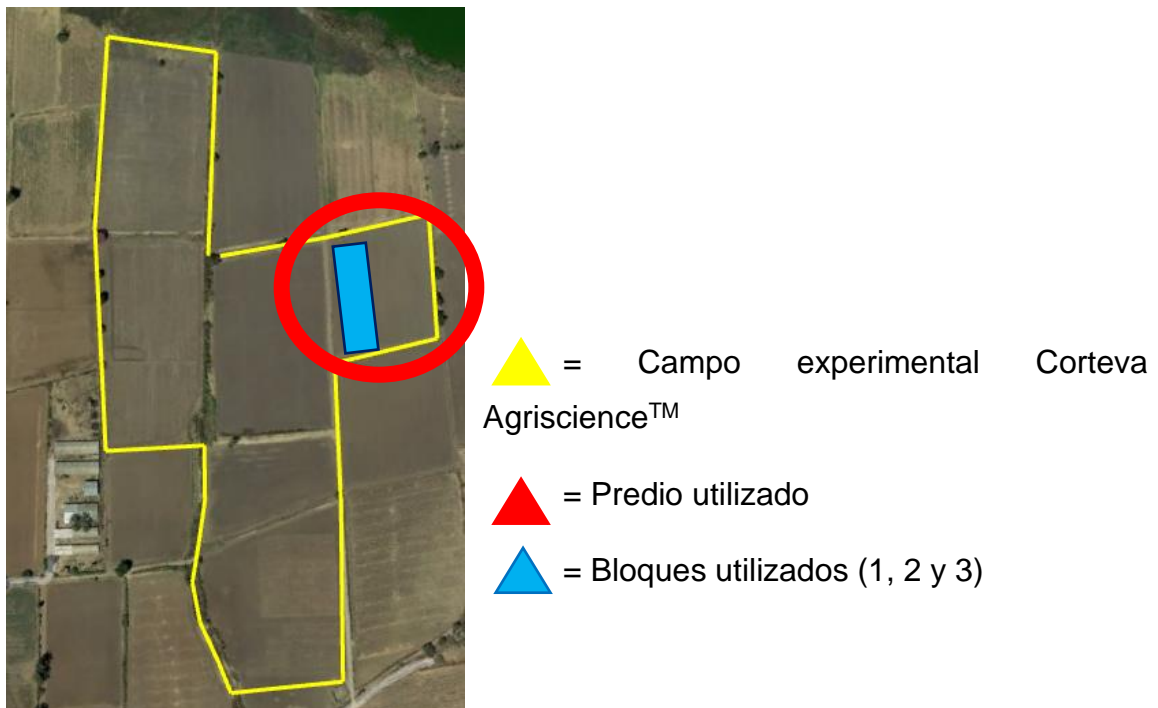 = Campo experimental Corteva
Agriscience™
= Predio utilizado
= Bloques utilizados (1, 2 y 3)